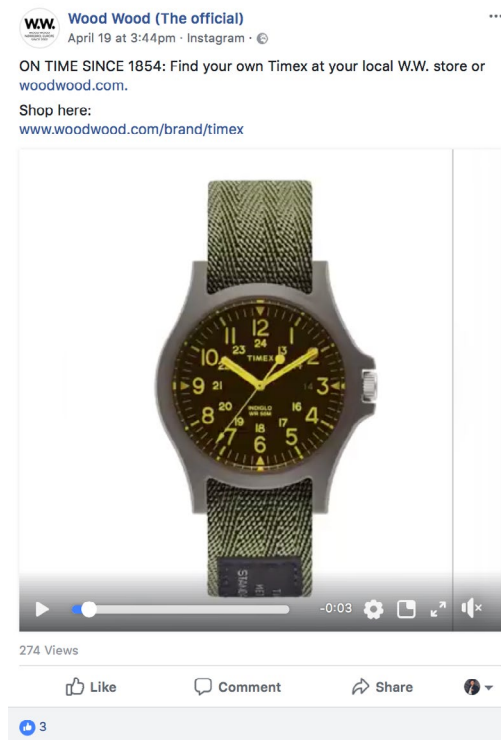 W.W.
Wood Wood (The official)
April 19 at 3:44pm · Instagram ·
ON TIME SINCE 1854: Find your own Timex at your local W.W. store or
woodwood.com.
Shop here:
www.woodwood.com/brand/timex
12
11 1
24
23 13
10 2
TIMEX
9 21 14 3
INDIGLO
WR 50M
20 16
8 4
19 18 17
7 6 5
-0:03
274 Views
Like Comment Share
3